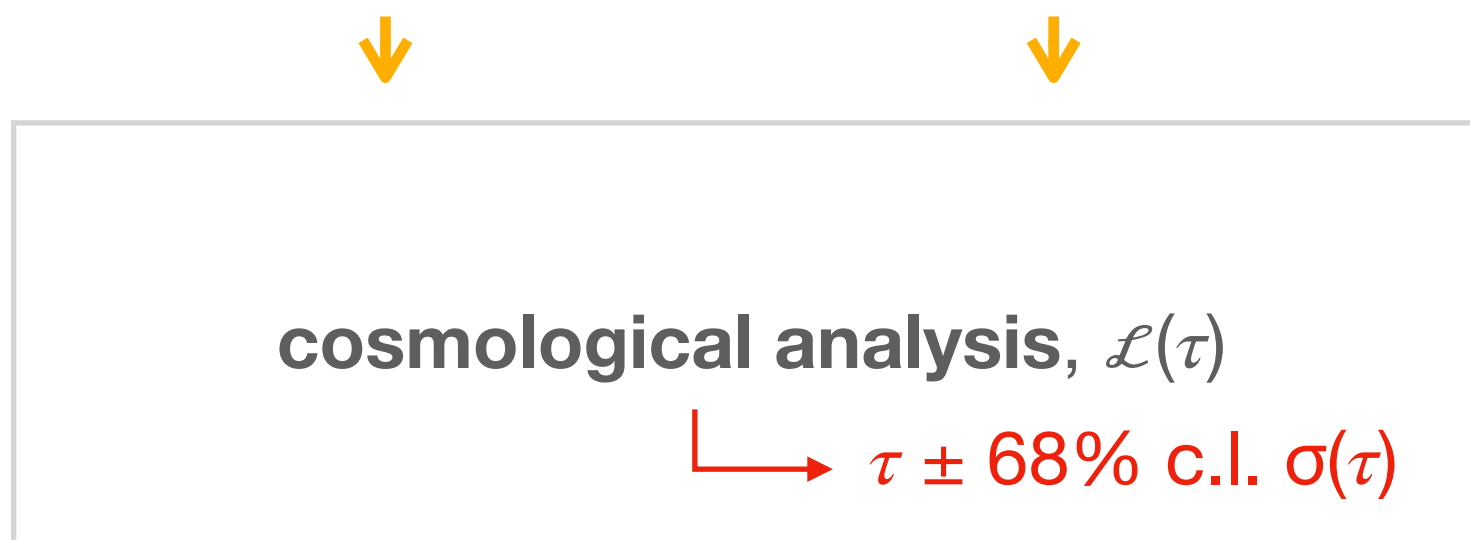 cosmological analysis, ℒ(τ)
τ ± 68% c.l. σ(τ)